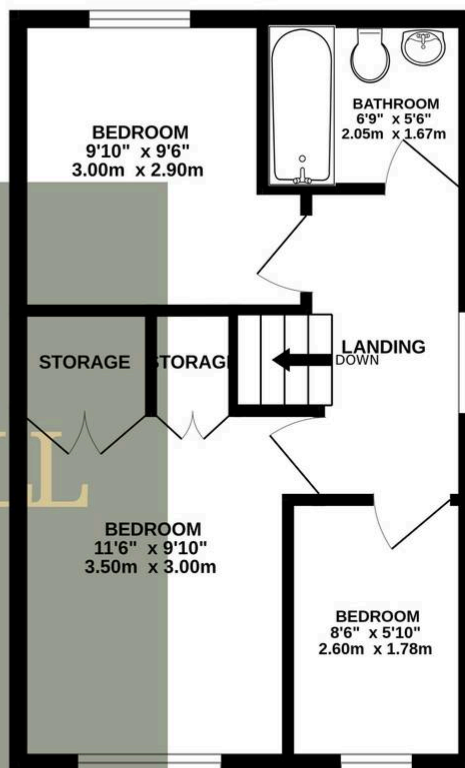 BEDROOM
9'10" x 9'6"
3.00m x 2.90m
BATHROOM
6'9" x 5'6"
2.05m x 1.67m
STORAGE
STORAGE
LANDING
DOWN
LL
BEDROOM
11'6" x 9'10"
3.50m x 3.00m
BEDROOM
8'6" x 5'10"
2.60m x 1.78m